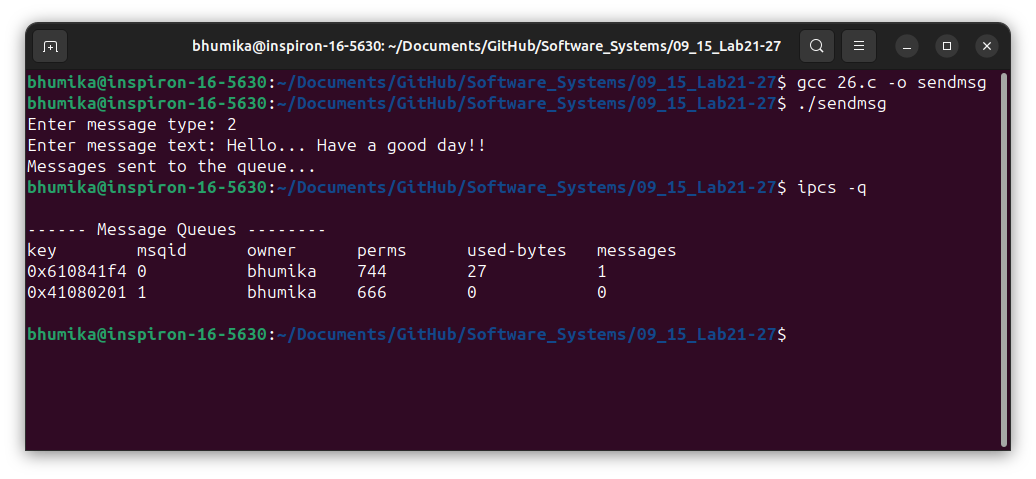 bhumika@inspiron-16-5630: ~/Documents/GitHub/Software_Systems/09_15_Lab21-27
bhumika@inspiron-16-5630:~/Documents/GitHub/Software_Systems/09_15_Lab21-27$ gcc 26.c -o sendmsg
bhumika@inspiron-16-5630:~/Documents/GitHub/Software_Systems/09_15_Lab21-27$ ./sendmsg
Enter message type: 2
Enter message text: Hello... Have a good day!!
Messages sent to the queue...
bhumika@inspiron-16-5630:~/Documents/GitHub/Software_Systems/09_15_Lab21-27$ ipcs -q
------ Message Queues --------
key        msqid      owner      perms      used-bytes   messages
0x610841f4 0          bhumika    744        27           1
0x41080201 1          bhumika    666        0            0
bhumika@inspiron-16-5630:~/Documents/GitHub/Software_Systems/09_15_Lab21-27$